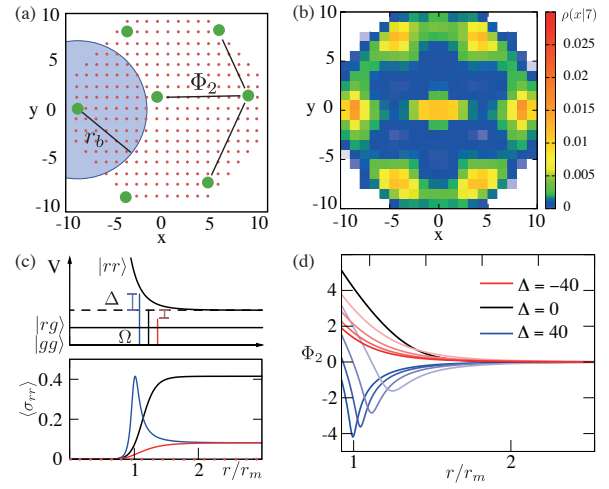 (a)
10
5
y 0
-5
-10
-10 -5 0 5 10
x
Φ₂
r_b
(b)
10
5
y 0
-5
-10
-10 -5 0 5 10
x
ρ(x|7)
0.025
0.02
0.015
0.01
0.005
0
(c)
V
|rr⟩
Δ
|rg⟩
|gg⟩
Ω
⟨σ_rr⟩
0.4
0.2
0
1 2 r/r_m
(d)
Δ = -40
Δ = 0
Δ = 40
Φ₂
4
2
0
-2
-4
1 2
r/r_m